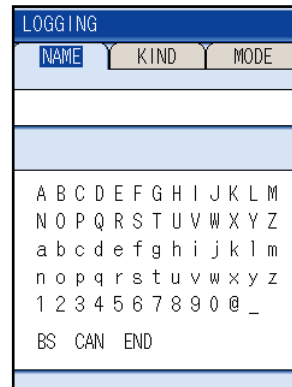 LOGGING
NAME KIND MODE
A B C D E F G H I J K L M
N O P Q R S T U V W X Y Z
a b c d e f g h i j k l m
n o p q r s t u v w x y z
1 2 3 4 5 6 7 8 9 0 @ _
BS CAN END